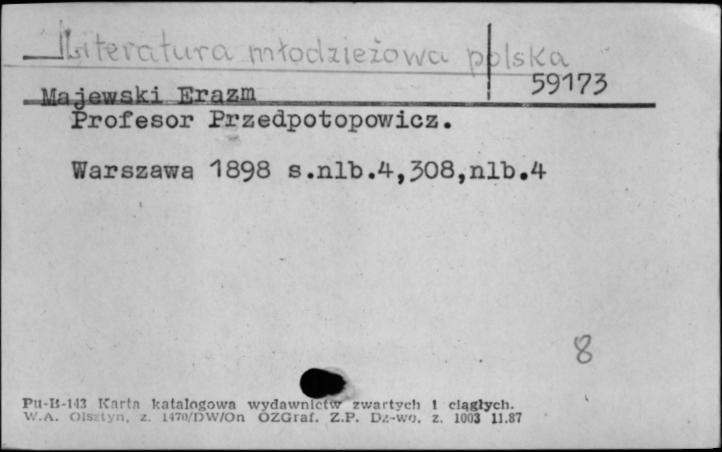 Literatura młodzieżowa polska
59173
Majewski Erazm
Profesor Przedpotopowicz.
Warszawa 1898 s.nlb.4,308,nlb.4
8
Pu-B-143 Karta katalogowa wydawnictw zwartych i ciągłych.
W.A. Olsztyn, z. 1470/DW/On OZGraf. Z.P. Dz-wo, z. 1003 11.87